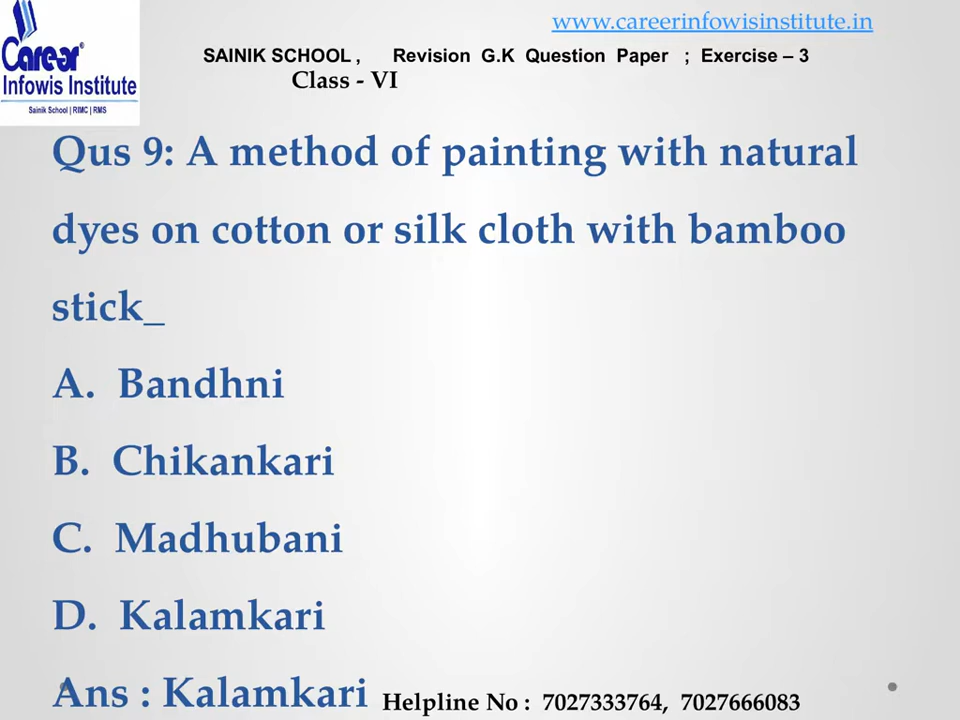 www.careerinfowisinstitute.in
Career®
Infowis Institute
Sainik School | RIMC | RMS
SAINIK SCHOOL , Revision G.K Question Paper ; Exercise – 3
Class - VI
Qus 9: A method of painting with natural
dyes on cotton or silk cloth with bamboo
stick_
A. Bandhni
B. Chikankari
C. Madhubani
D. Kalamkari
Ans : Kalamkari
Helpline No : 7027333764, 7027666083